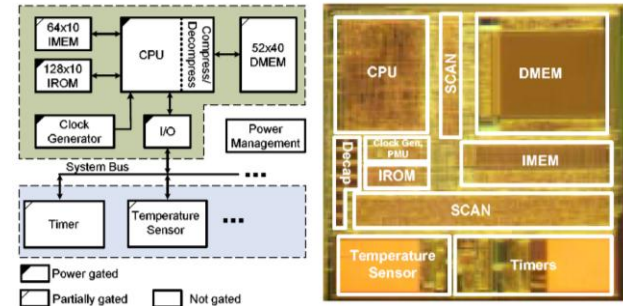 64x10
IMEM
128x10
IROM
CPU
Compress/
Decompress
52x40
DMEM
Clock
Generator
I/O
Power
Management
System Bus
Timer
Temperature
Sensor
Power gated
Partially gated
Not gated
CPU
SCAN
DMEM
Clock Gen,
PMU
IROM
Decap
IMEM
SCAN
Temperature
Sensor
Timers